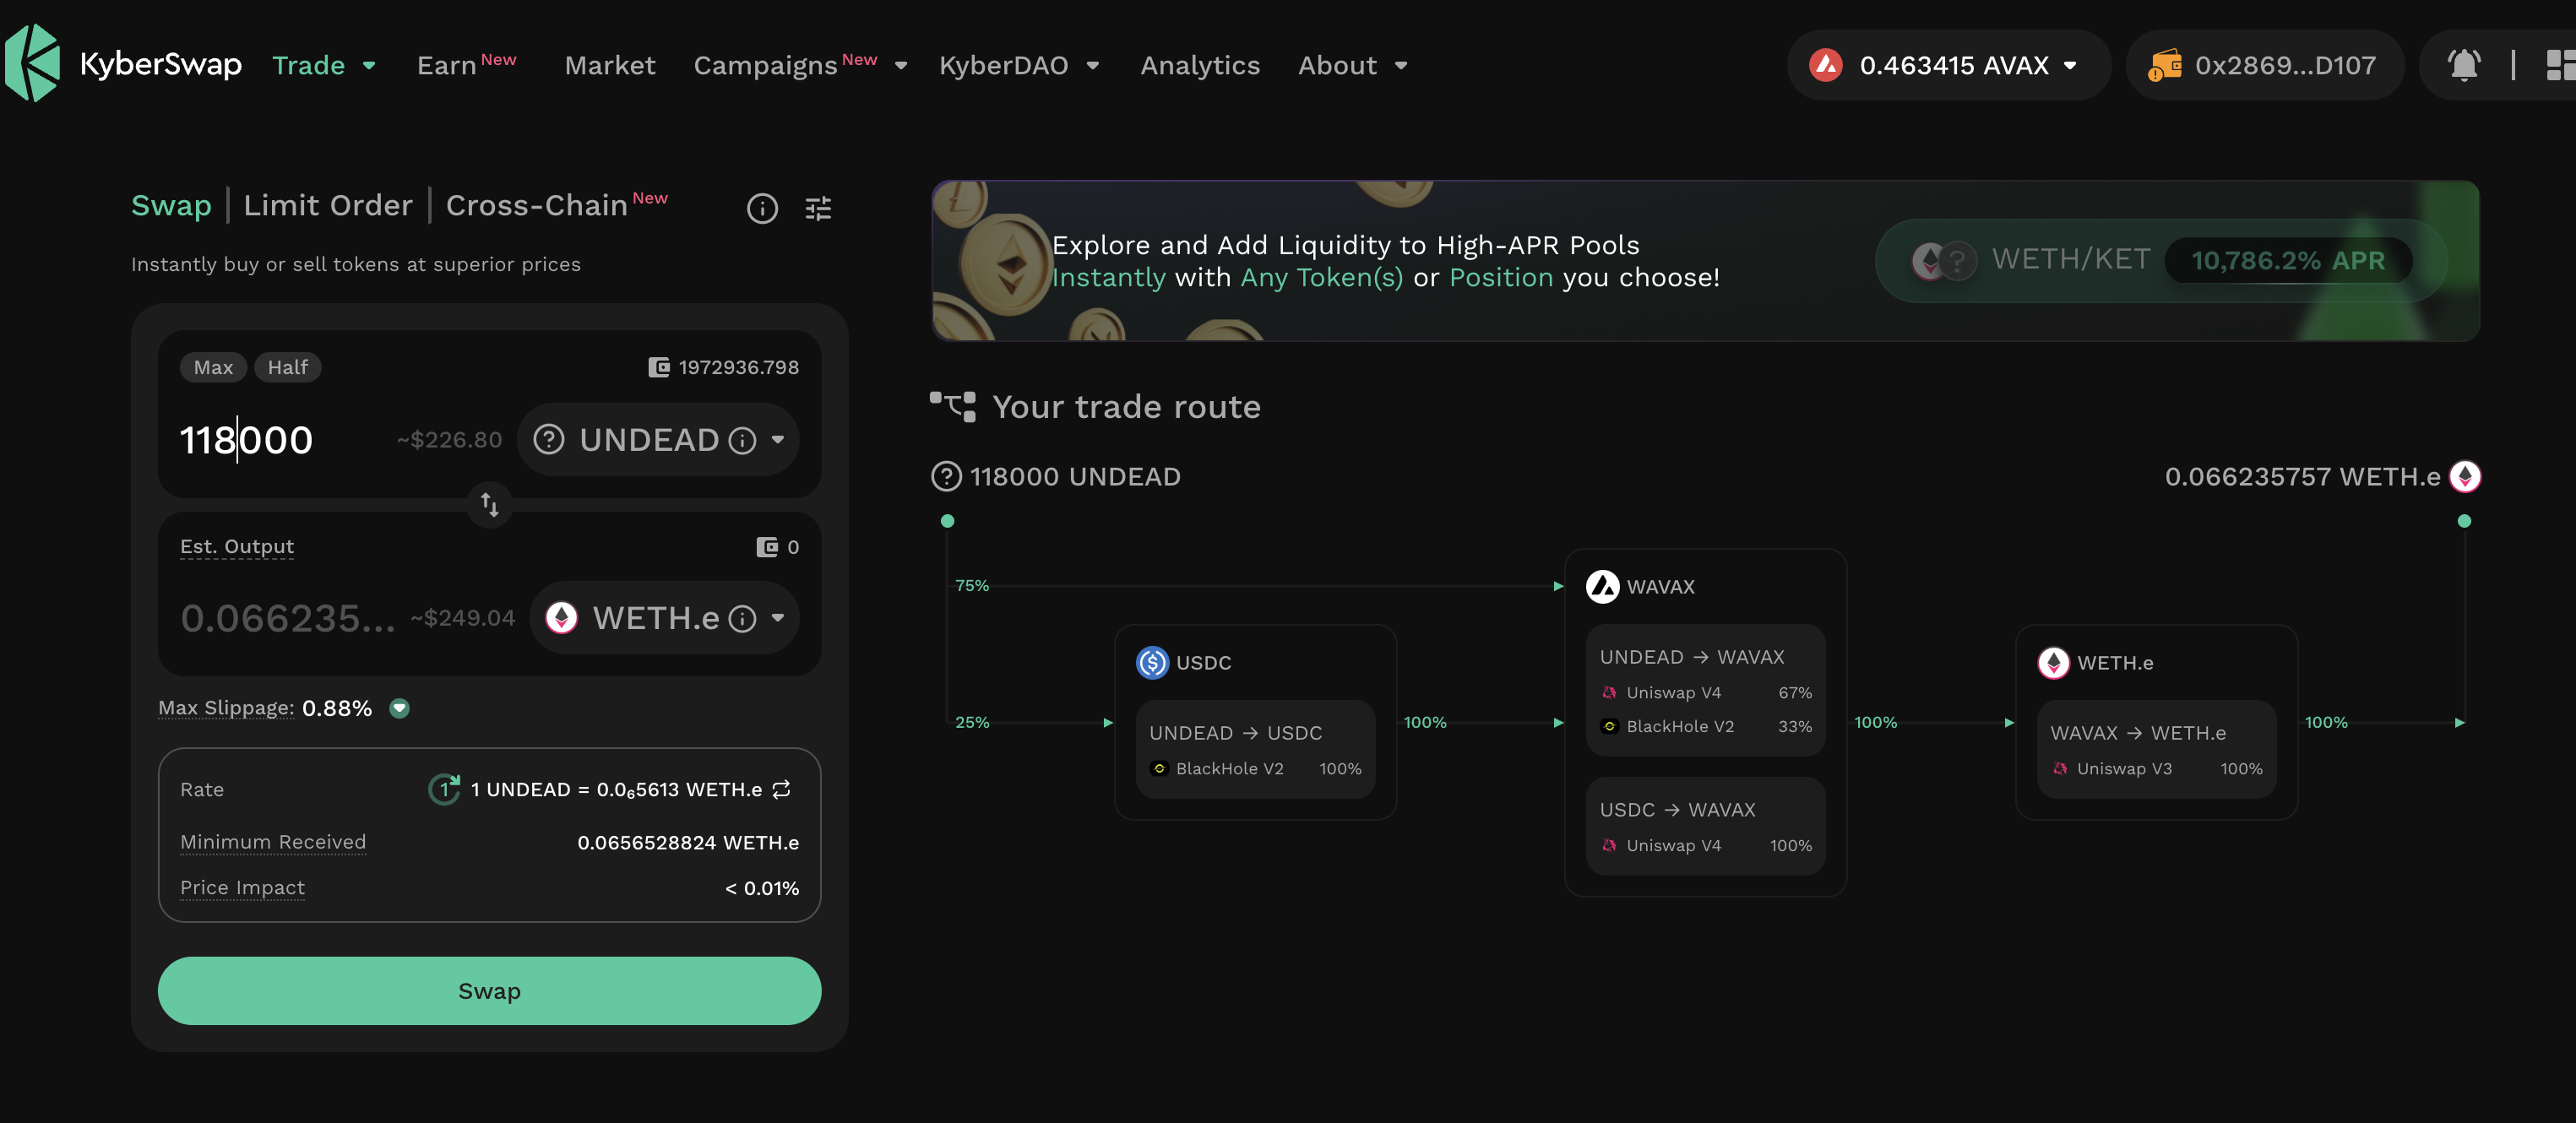 KyberSwap Trade Earn New Market Campaigns New KyberDAO Analytics About 0.463415 AVAX 0x2869...D107
Swap | Limit Order | Cross-Chain New
Instantly buy or sell tokens at superior prices
Max Half 1972936.798
118000 ~$226.80 UNDEAD
Est. Output 0
0.066235... ~$249.04 WETH.e
Max Slippage: 0.88%
Rate 1 1 UNDEAD = 0.0₆5613 WETH.e
Minimum Received 0.0656528824 WETH.e
Price Impact < 0.01%
Swap
Explore and Add Liquidity to High-APR Pools
Instantly with Any Token(s) or Position you choose!
WETH/KET 10,786.2% APR
Your trade route
118000 UNDEAD 0.066235757 WETH.e
75%
25%
USDC
UNDEAD → USDC
BlackHole V2 100%
100%
WAVAX
UNDEAD → WAVAX
Uniswap V4 67%
BlackHole V2 33%
USDC → WAVAX
Uniswap V4 100%
100%
WETH.e
WAVAX → WETH.e
Uniswap V3 100%
100%